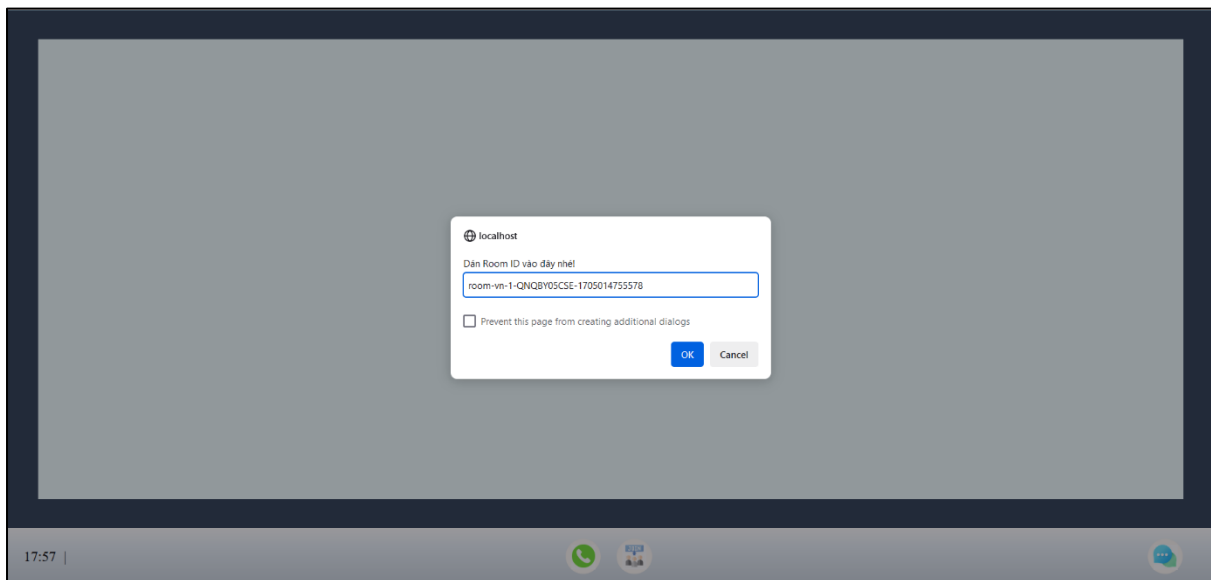 localhost
Dán Room ID vào đây nhé!
room-vn-1-QNQBY05CSE-1705014755578
Prevent this page from creating additional dialogs
OK Cancel
17:57 |